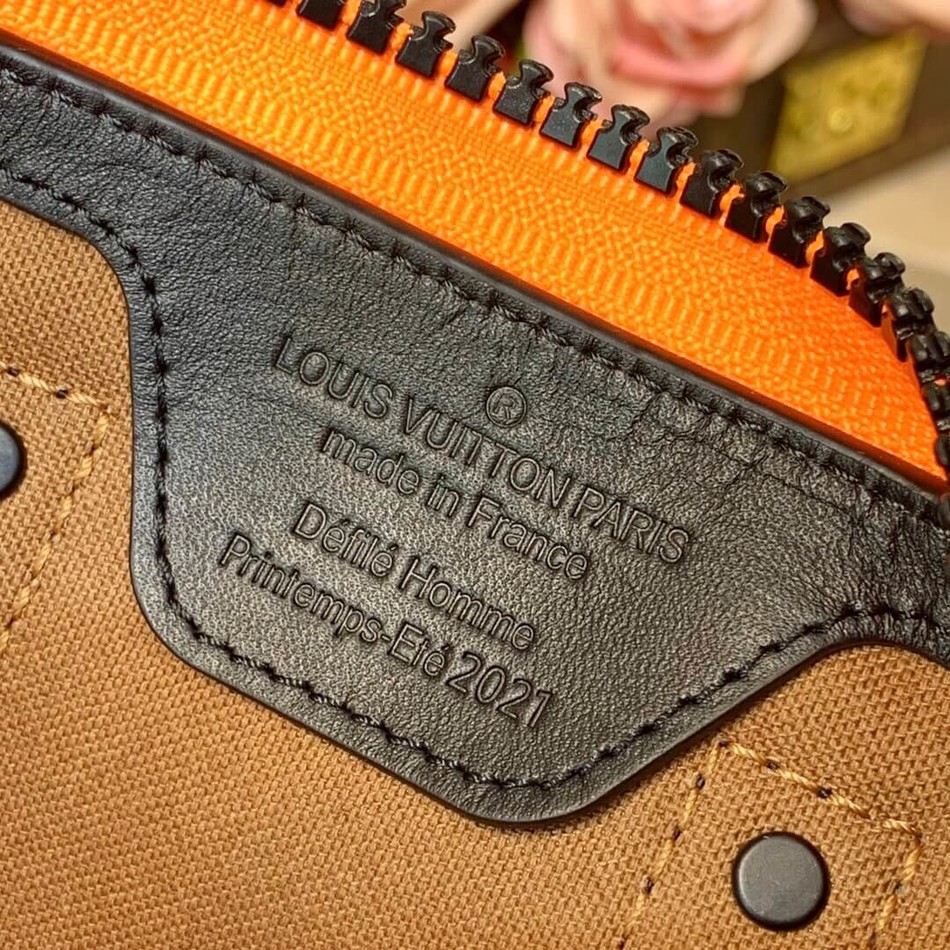 ®
LOUIS VUITTON PARIS
made in France
Défilé Homme
Printemps-Eté 2021